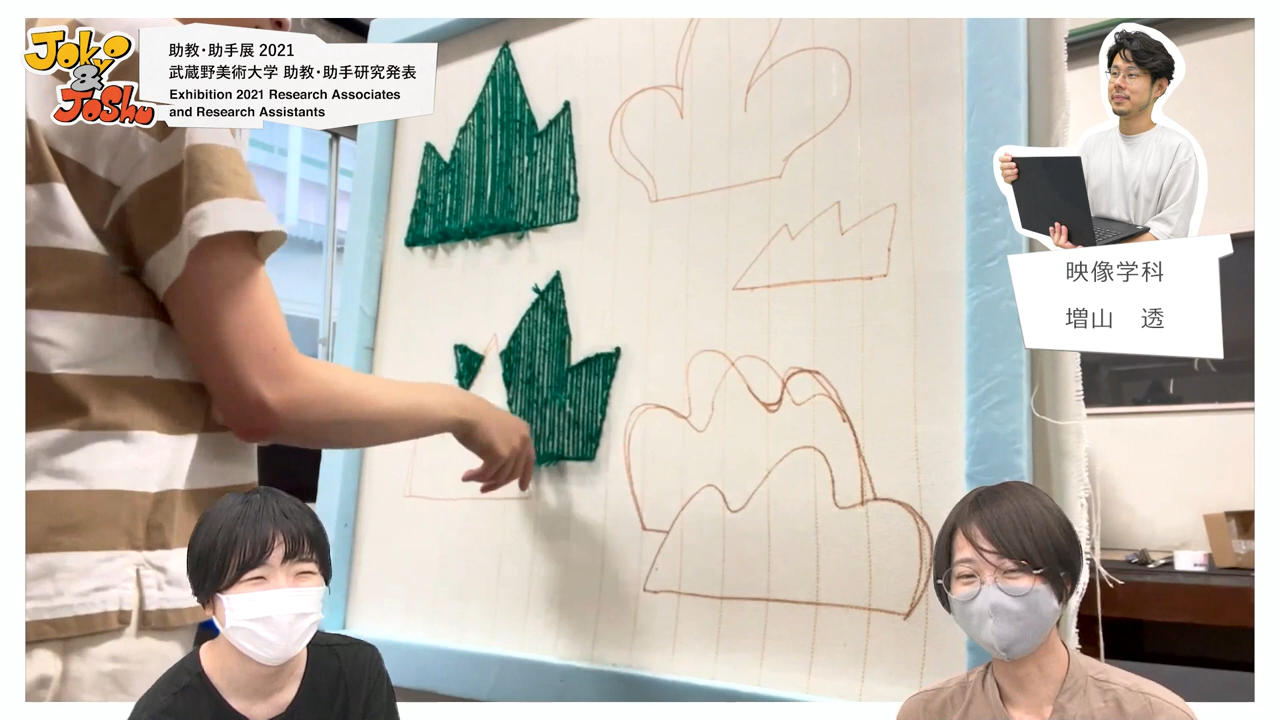 Joko
&
Joshu
助教・助手展 2021
武蔵野美術大学 助教・助手研究発表
Exhibition 2021 Research Associates
and Research Assistants
映像学科
増山 透